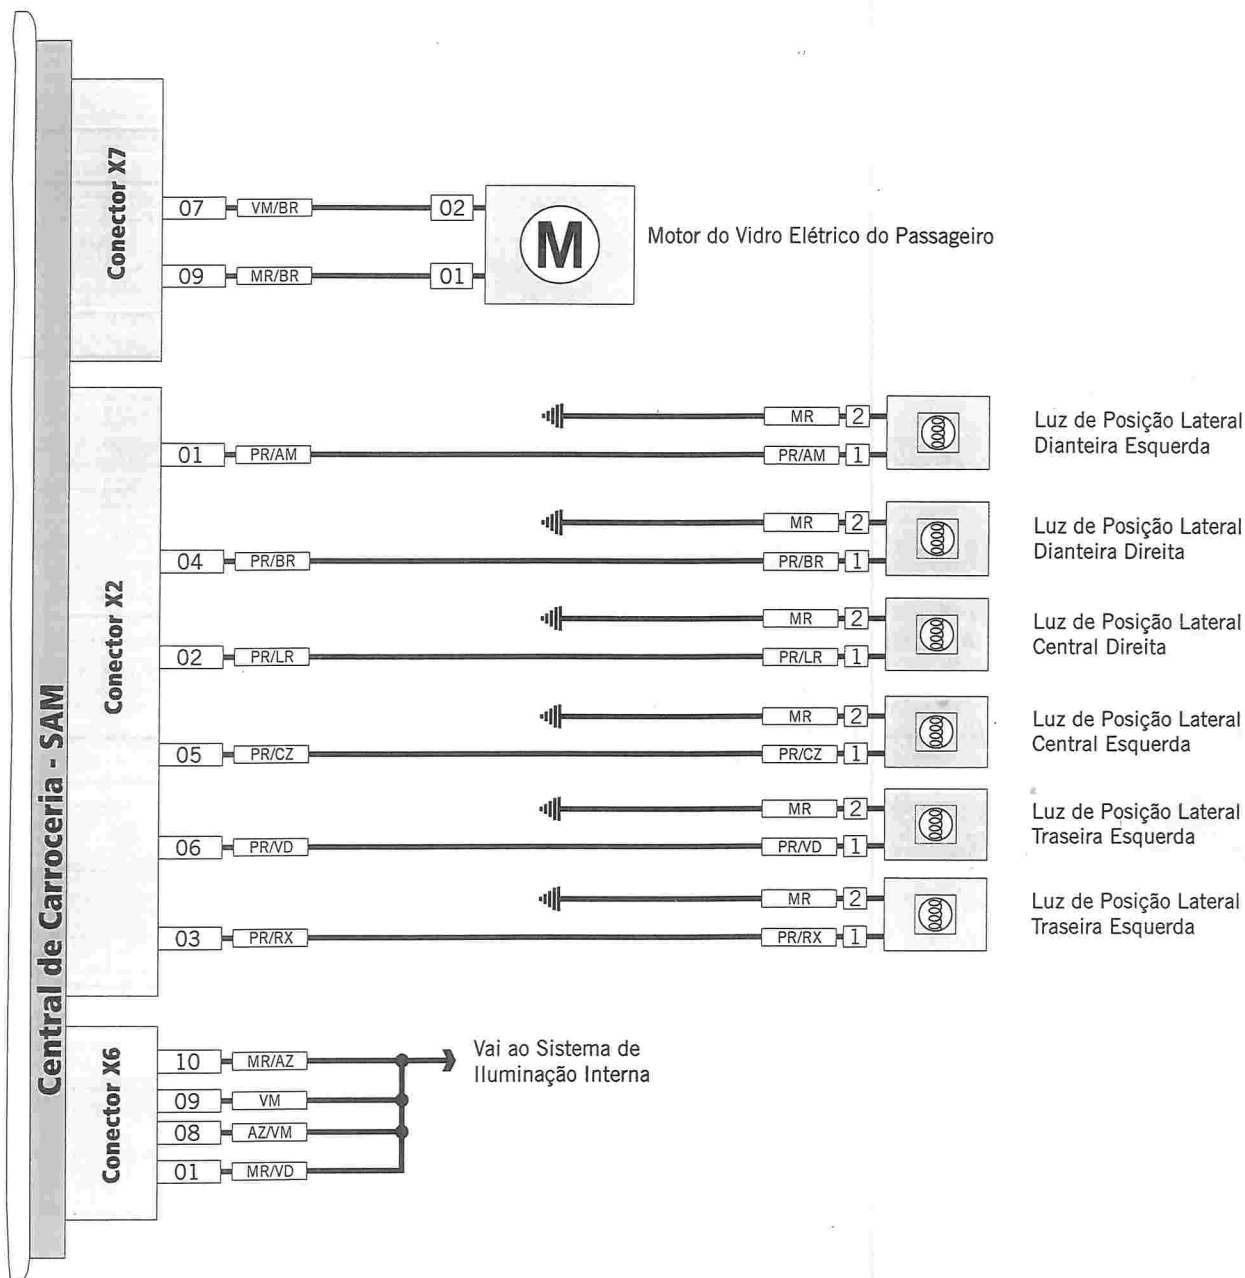 Central de Carroceria - SAM
Conector X7
07 VM/BR 02
09 MR/BR 01
M
Motor do Vidro Elétrico do Passageiro
Conector X2
MR 2
01 PR/AM PR/AM 1
Luz de Posição Lateral
Dianteira Esquerda
MR 2
04 PR/BR PR/BR 1
Luz de Posição Lateral
Dianteira Direita
MR 2
02 PR/LR PR/LR 1
Luz de Posição Lateral
Central Direita
MR 2
05 PR/CZ PR/CZ 1
Luz de Posição Lateral
Central Esquerda
MR 2
06 PR/VD PR/VD 1
Luz de Posição Lateral
Traseira Esquerda
MR 2
03 PR/RX PR/RX 1
Luz de Posição Lateral
Traseira Esquerda
Conector X6
10 MR/AZ
09 VM
08 AZ/VM
01 MR/VD
Vai ao Sistema de
Iluminação Interna